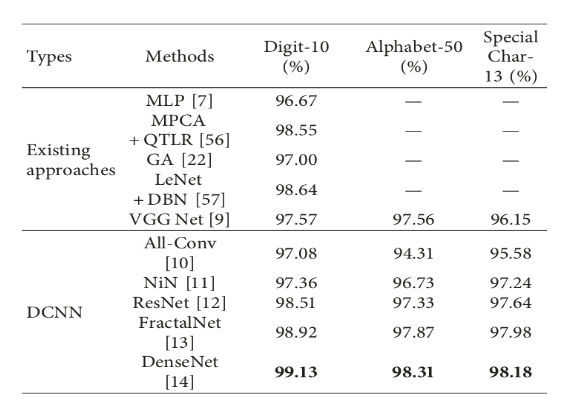 Types Methods Digit-10 (%) Alphabet-50 (%) Special Char-13 (%)
Existing approaches
MLP [7] 96.67 — —
MPCA + QTLR [56] 98.55 — —
GA [22] 97.00 — —
LeNet + DBN [57] 98.64 — —
VGG Net [9] 97.57 97.56 96.15
DCNN
All-Conv [10] 97.08 94.31 95.58
NiN [11] 97.36 96.73 97.24
ResNet [12] 98.51 97.33 97.64
FractalNet [13] 98.92 97.87 97.98
DenseNet [14] 99.13 98.31 98.18